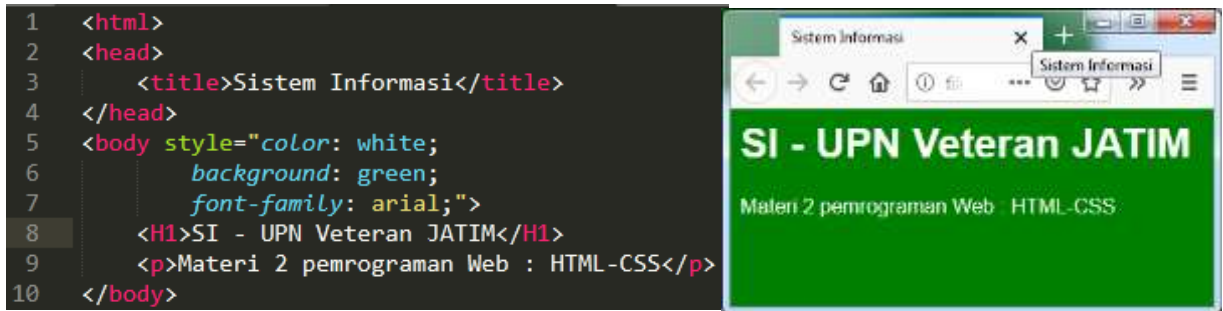 1 <html>
2 <head>
3 <title>Sistem Informasi</title>
4 </head>
5 <body style="color: white;
6 background: green;
7 font-family: arial;">
8 <H1>SI - UPN Veteran JATIM</H1>
9 <p>Materi 2 pemrograman Web : HTML-CSS</p>
10 </body>
Sistem Informasi
Sistem Informasi
SI - UPN Veteran JATIM
Materi 2 pemrograman Web : HTML-CSS